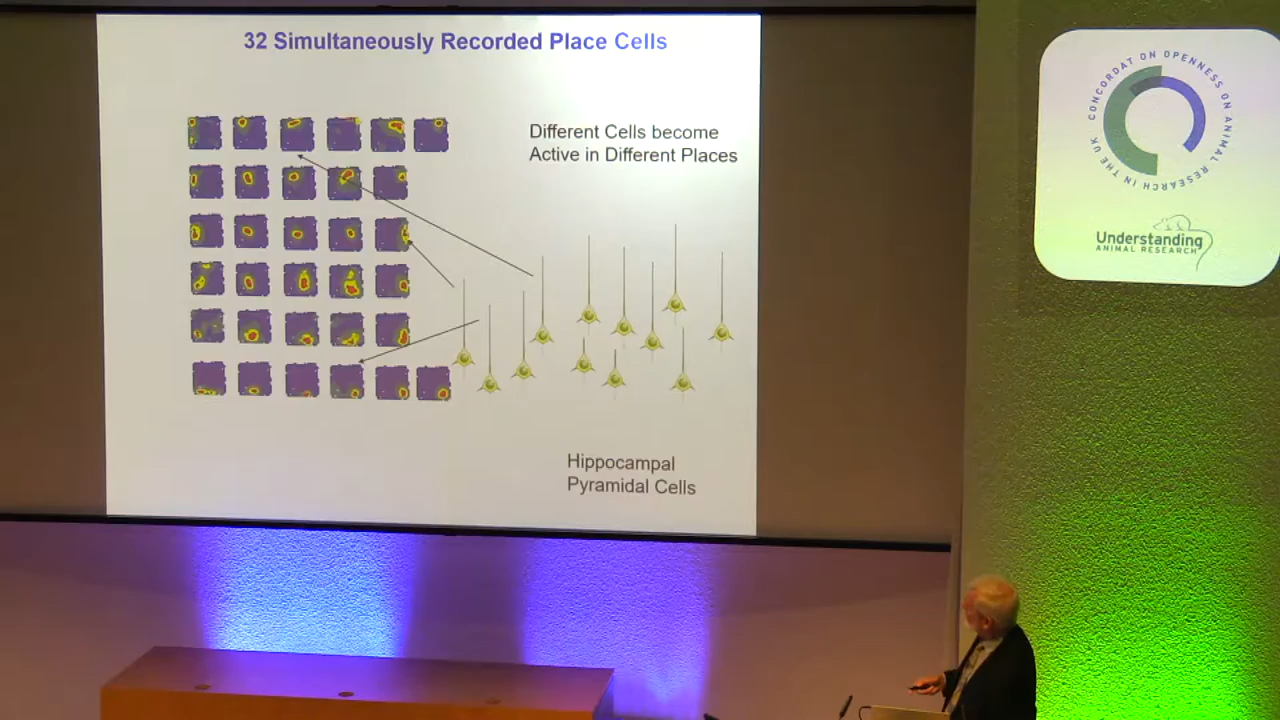 32 Simultaneously Recorded Place Cells
Different Cells become
Active in Different Places
Hippocampal
Pyramidal Cells
CONCORDAT ON OPENNESS ON ANIMAL RESEARCH IN THE UK
Understanding
ANIMAL RESEARCH